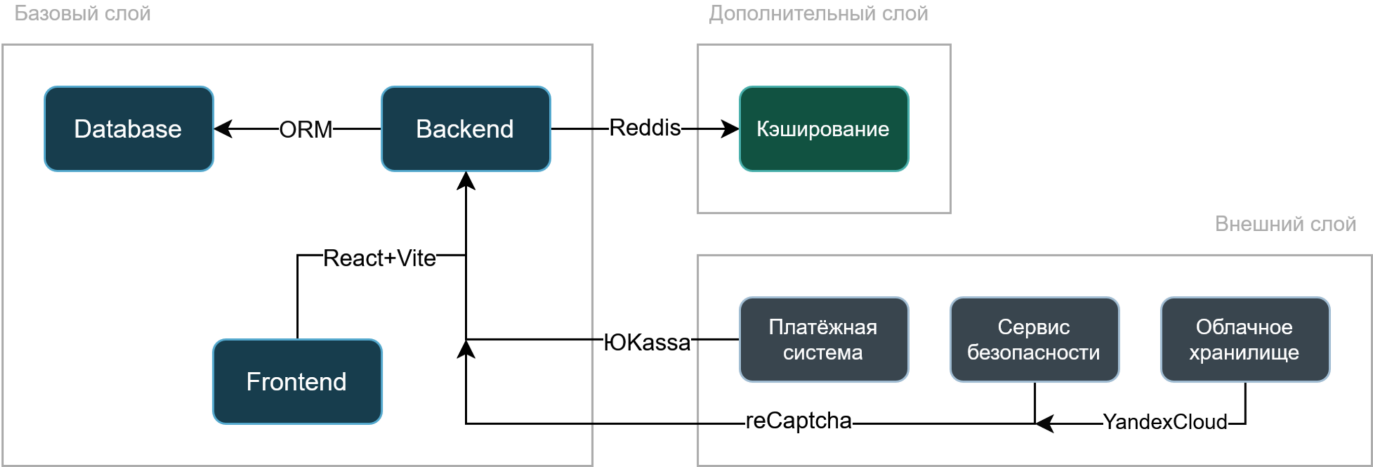 Базовый слой
Дополнительный слой
Database
ORM
Backend
Reddis
Кэширование
Внешний слой
React+Vite
Платёжная
система
Сервис
безопасности
Облачное
хранилище
ЮKassa
Frontend
reCaptcha
YandexCloud